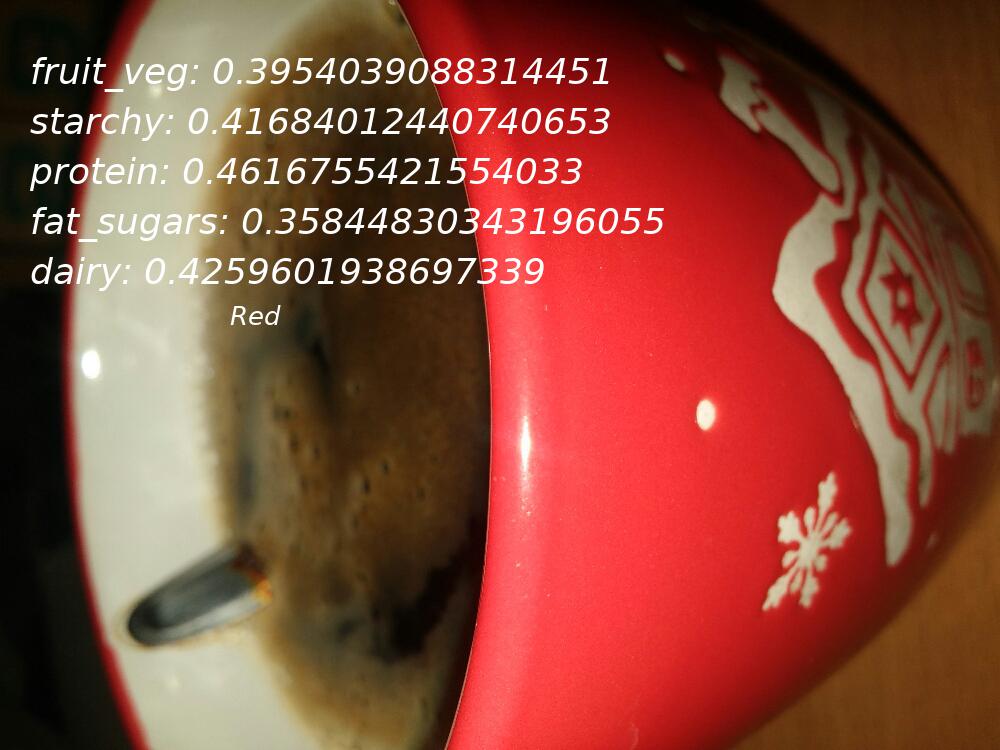 fruit_veg: 0.3954039088314451
starchy: 0.41684012440740653
protein: 0.4616755421554033
fat_sugars: 0.35844830343196055
dairy: 0.4259601938697339
Red